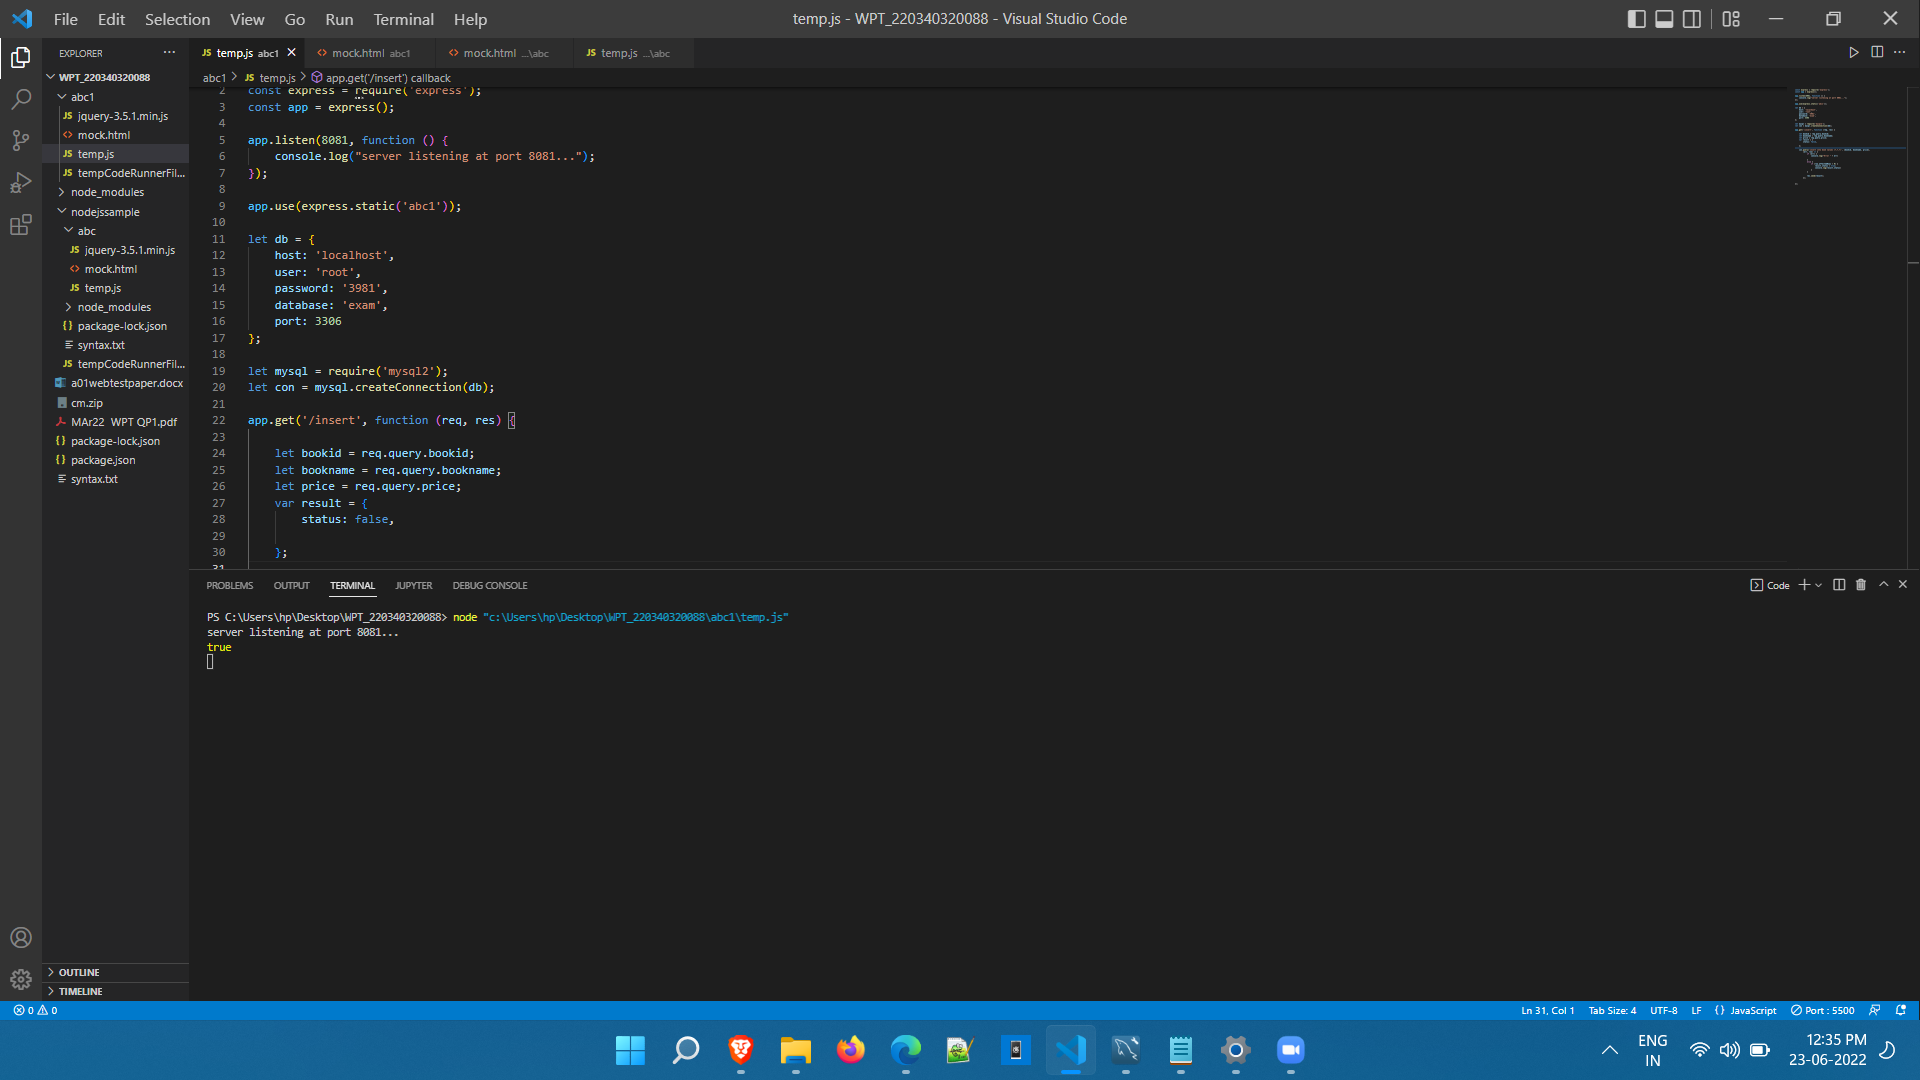 File Edit Selection View Go Run Terminal Help
temp.js - WPT_220340320088 - Visual Studio Code
EXPLORER
WPT_220340320088
abc1
JS jquery-3.5.1.min.js
<> mock.html
JS temp.js
JS tempCodeRunnerFil...
node_modules
nodejssample
abc
JS jquery-3.5.1.min.js
<> mock.html
JS temp.js
node_modules
{} package-lock.json
syntax.txt
JS tempCodeRunnerFil...
a01webtestpaper.docx
cm.zip
MAr22 WPT QP1.pdf
{} package-lock.json
{} package.json
syntax.txt
OUTLINE
TIMELINE
JS temp.js abc1
<> mock.html abc1
<> mock.html ...\abc
JS temp.js ...\abc
abc1 > JS temp.js > app.get('/insert') callback
2 const express = require('express');
3 const app = express();
4
5 app.listen(8081, function () {
6 console.log("server listening at port 8081...");
7 });
8
9 app.use(express.static('abc1'));
10
11 let db = {
12 host: 'localhost',
13 user: 'root',
14 password: '3981',
15 database: 'exam',
16 port: 3306
17 };
18
19 let mysql = require('mysql2');
20 let con = mysql.createConnection(db);
21
22 app.get('/insert', function (req, res) {
23
24 let bookid = req.query.bookid;
25 let bookname = req.query.bookname;
26 let price = req.query.price;
27 var result = {
28 status: false,
29
30 };
31
PROBLEMS OUTPUT TERMINAL JUPYTER DEBUG CONSOLE
Code
PS C:\Users\hp\Desktop\WPT_220340320088> node "c:\Users\hp\Desktop\WPT_220340320088\abc1\temp.js"
server listening at port 8081...
true
0 0
Ln 31, Col 1 Tab Size: 4 UTF-8 LF {} JavaScript Port : 5500
ENG
IN
12:35 PM
23-06-2022